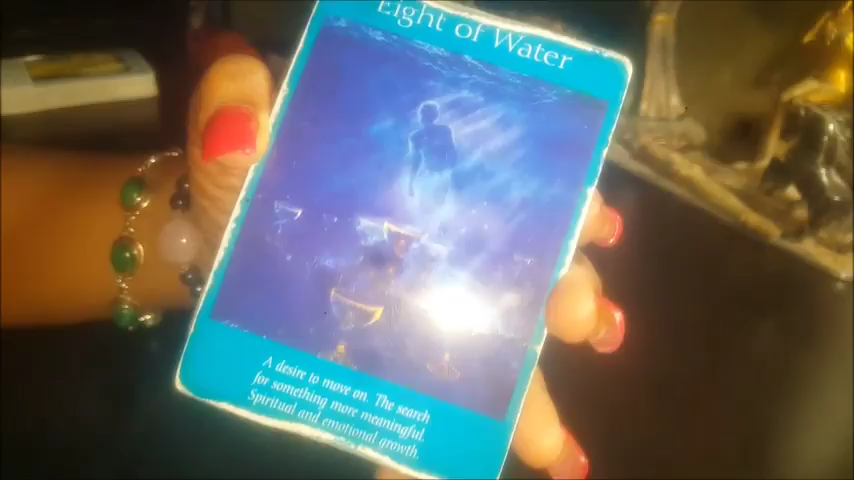 Eight of Water
A desire to move on. The search
for something more meaningful.
Spiritual and emotional growth.